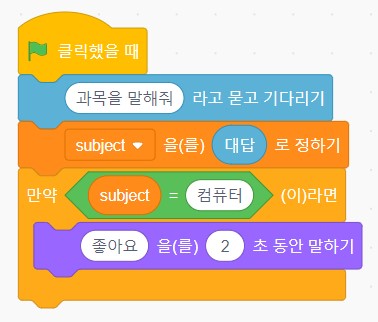 클릭했을 때
과목을 말해줘 라고 묻고 기다리기
subject 을(를) 대답 로 정하기
만약 subject = 컴퓨터 (이)라면
좋아요 을(를) 2 초 동안 말하기